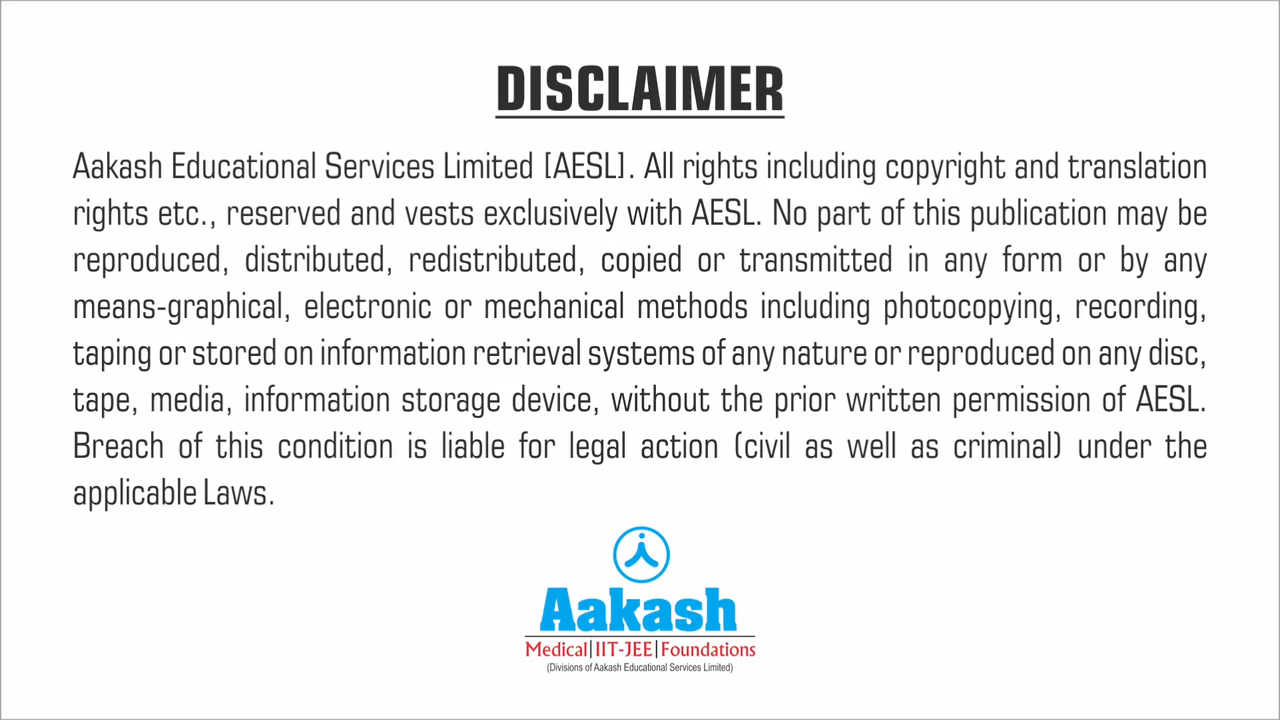 DISCLAIMER
Aakash Educational Services Limited [AESL]. All rights including copyright and translation
rights etc., reserved and vests exclusively with AESL. No part of this publication may be
reproduced, distributed, redistributed, copied or transmitted in any form or by any
means-graphical, electronic or mechanical methods including photocopying, recording,
taping or stored on information retrieval systems of any nature or reproduced on any disc,
tape, media, information storage device, without the prior written permission of AESL.
Breach of this condition is liable for legal action (civil as well as criminal) under the
applicable Laws.
Aakash
Medical|IIT-JEE|Foundations
(Divisions of Aakash Educational Services Limited)